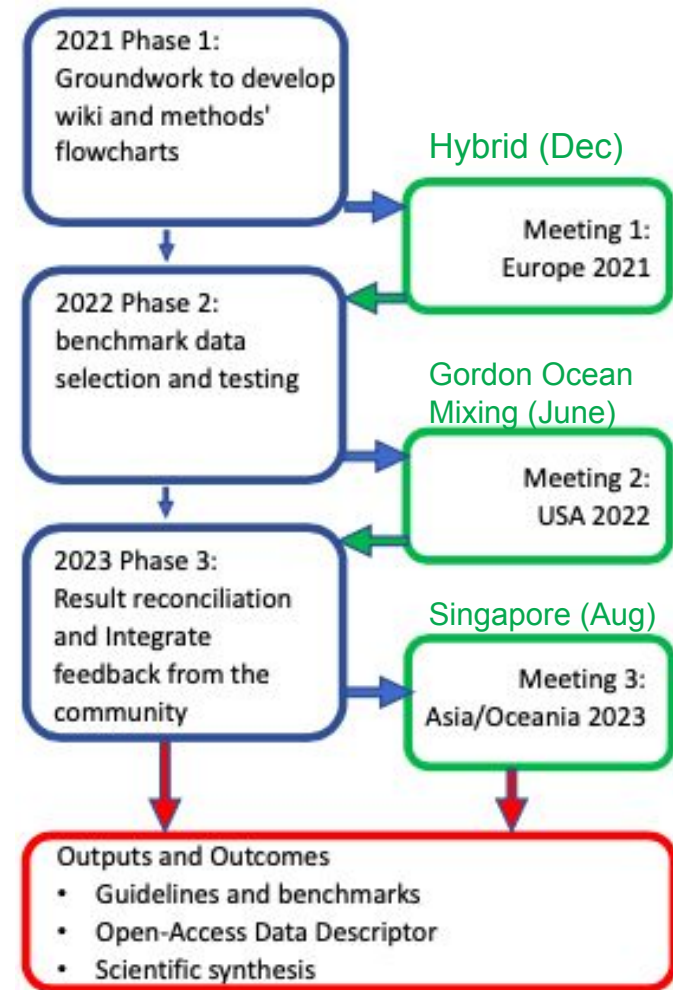 2021 Phase 1:
Groundwork to develop
wiki and methods'
flowcharts
Hybrid (Dec)
Meeting 1:
Europe 2021
2022 Phase 2:
benchmark data
selection and testing
Gordon Ocean
Mixing (June)
Meeting 2:
USA 2022
2023 Phase 3:
Result reconciliation
and Integrate
feedback from the
community
Singapore (Aug)
Meeting 3:
Asia/Oceania 2023
Outputs and Outcomes
• Guidelines and benchmarks
• Open-Access Data Descriptor
• Scientific synthesis